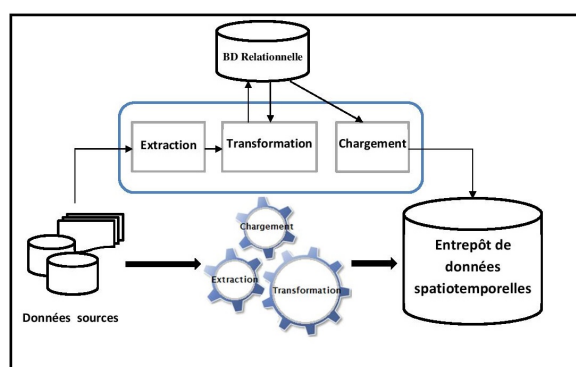 BD Relationnelle
Extraction
Transformation
Chargement
Chargement
Extraction
Transformation
Entrepôt de
données
spatiotemporelles
Données sources